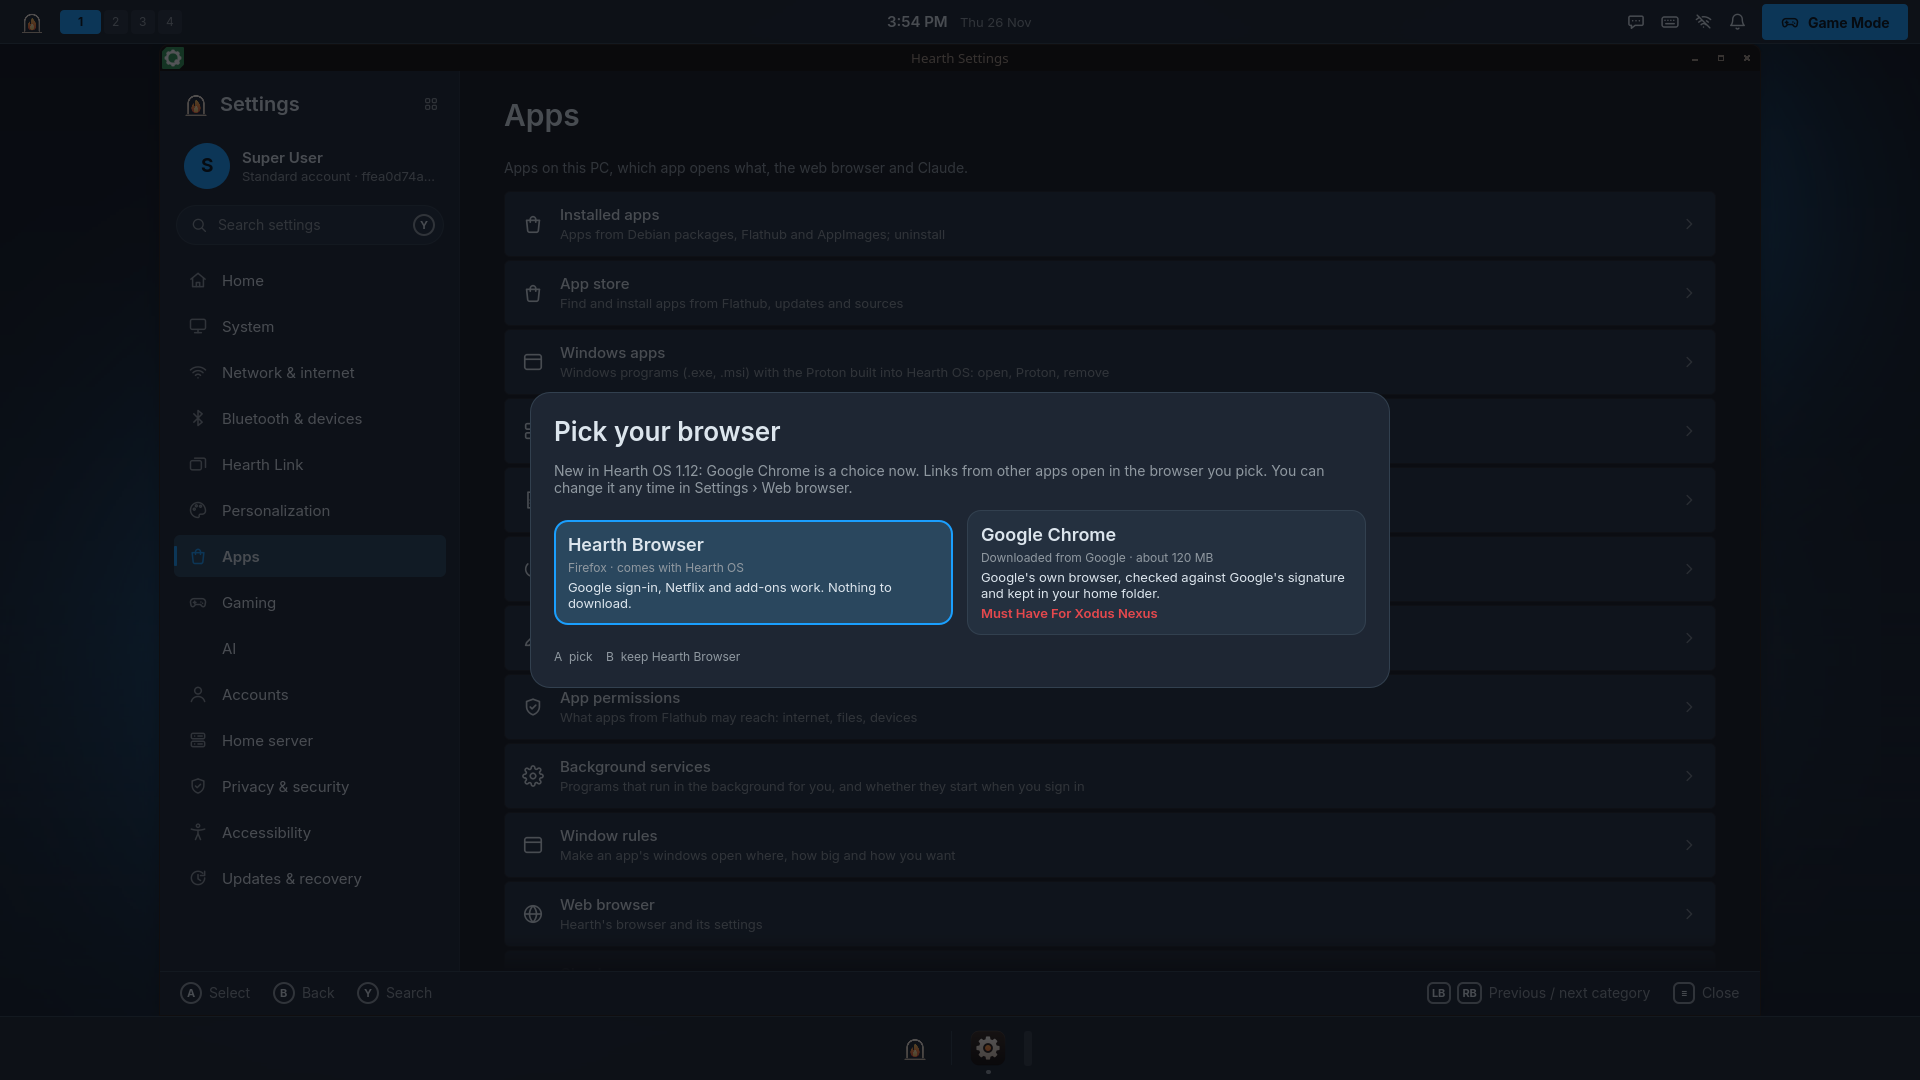 1 2 3 4
3:54 PM Thu 26 Nov
Game Mode
Hearth Settings
Settings
S
Super User
Standard account · ffea0d74a...
Search settings
Y
Home
System
Network & internet
Bluetooth & devices
Hearth Link
Personalization
Apps
Gaming
AI
Accounts
Home server
Privacy & security
Accessibility
Updates & recovery
Apps
Apps on this PC, which app opens what, the web browser and Claude.
Installed apps
Apps from Debian packages, Flathub and AppImages; uninstall
App store
Find and install apps from Flathub, updates and sources
Windows apps
Windows programs (.exe, .msi) with the Proton built into Hearth OS: open, Proton, remove
Pick your browser
New in Hearth OS 1.12: Google Chrome is a choice now. Links from other apps open in the browser you pick. You can
change it any time in Settings › Web browser.
Hearth Browser
Firefox · comes with Hearth OS
Google sign-in, Netflix and add-ons work. Nothing to
download.
Google Chrome
Downloaded from Google · about 120 MB
Google's own browser, checked against Google's signature
and kept in your home folder.
Must Have For Xodus Nexus
A pick B keep Hearth Browser
App permissions
What apps from Flathub may reach: internet, files, devices
Background services
Programs that run in the background for you, and whether they start when you sign in
Window rules
Make an app's windows open where, how big and how you want
Web browser
Hearth's browser and its settings
A Select B Back Y Search
LB RB Previous / next category Close